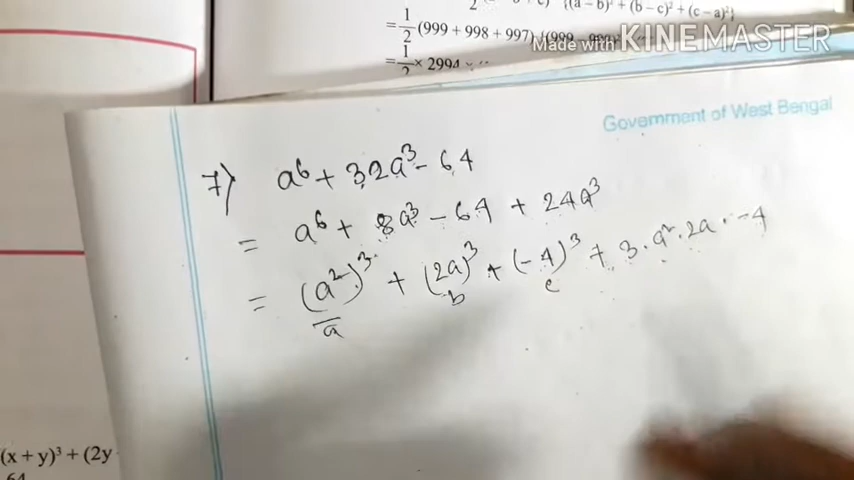 = 1/2 (999 + 998 + 997)
= 1/2 × 2994
Made with KINEMASTER
Government of West Bengal
7) a⁶ + 32a³ - 64
= a⁶ + 8a³ - 64 + 24a³
= (a²)³ + (2a)³ + (-4)³ + 3·a²·2a·-4
a b c
(x + y)³ + (2y
64